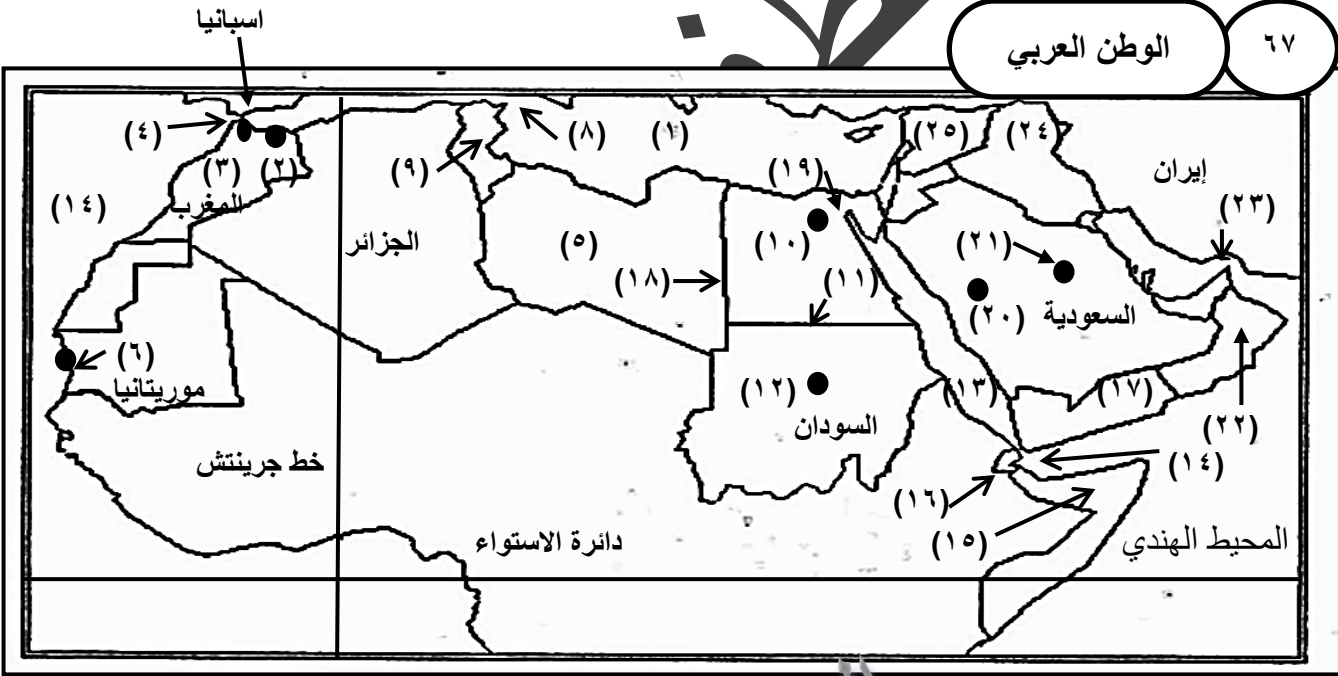 اسبانيا
الوطن العربي
٦٧
(٤)
(٣)
(٢)
(٩)
(٨)
(١)
(١٩)
(٢٥)
(٢٤)
إيران
(٢٣)
(١٤)
المغرب
الجزائر
(٥)
(١٨)
(١٠)
(١١)
(٢١)
(٢٠)
السعودية
(٦)
موريتانيا
(١٢)
السودان
(١٣)
(١٧)
(٢٢)
خط جرينتش
(١٤)
(١٦)
(١٥)
دائرة الاستواء
المحيط الهندي